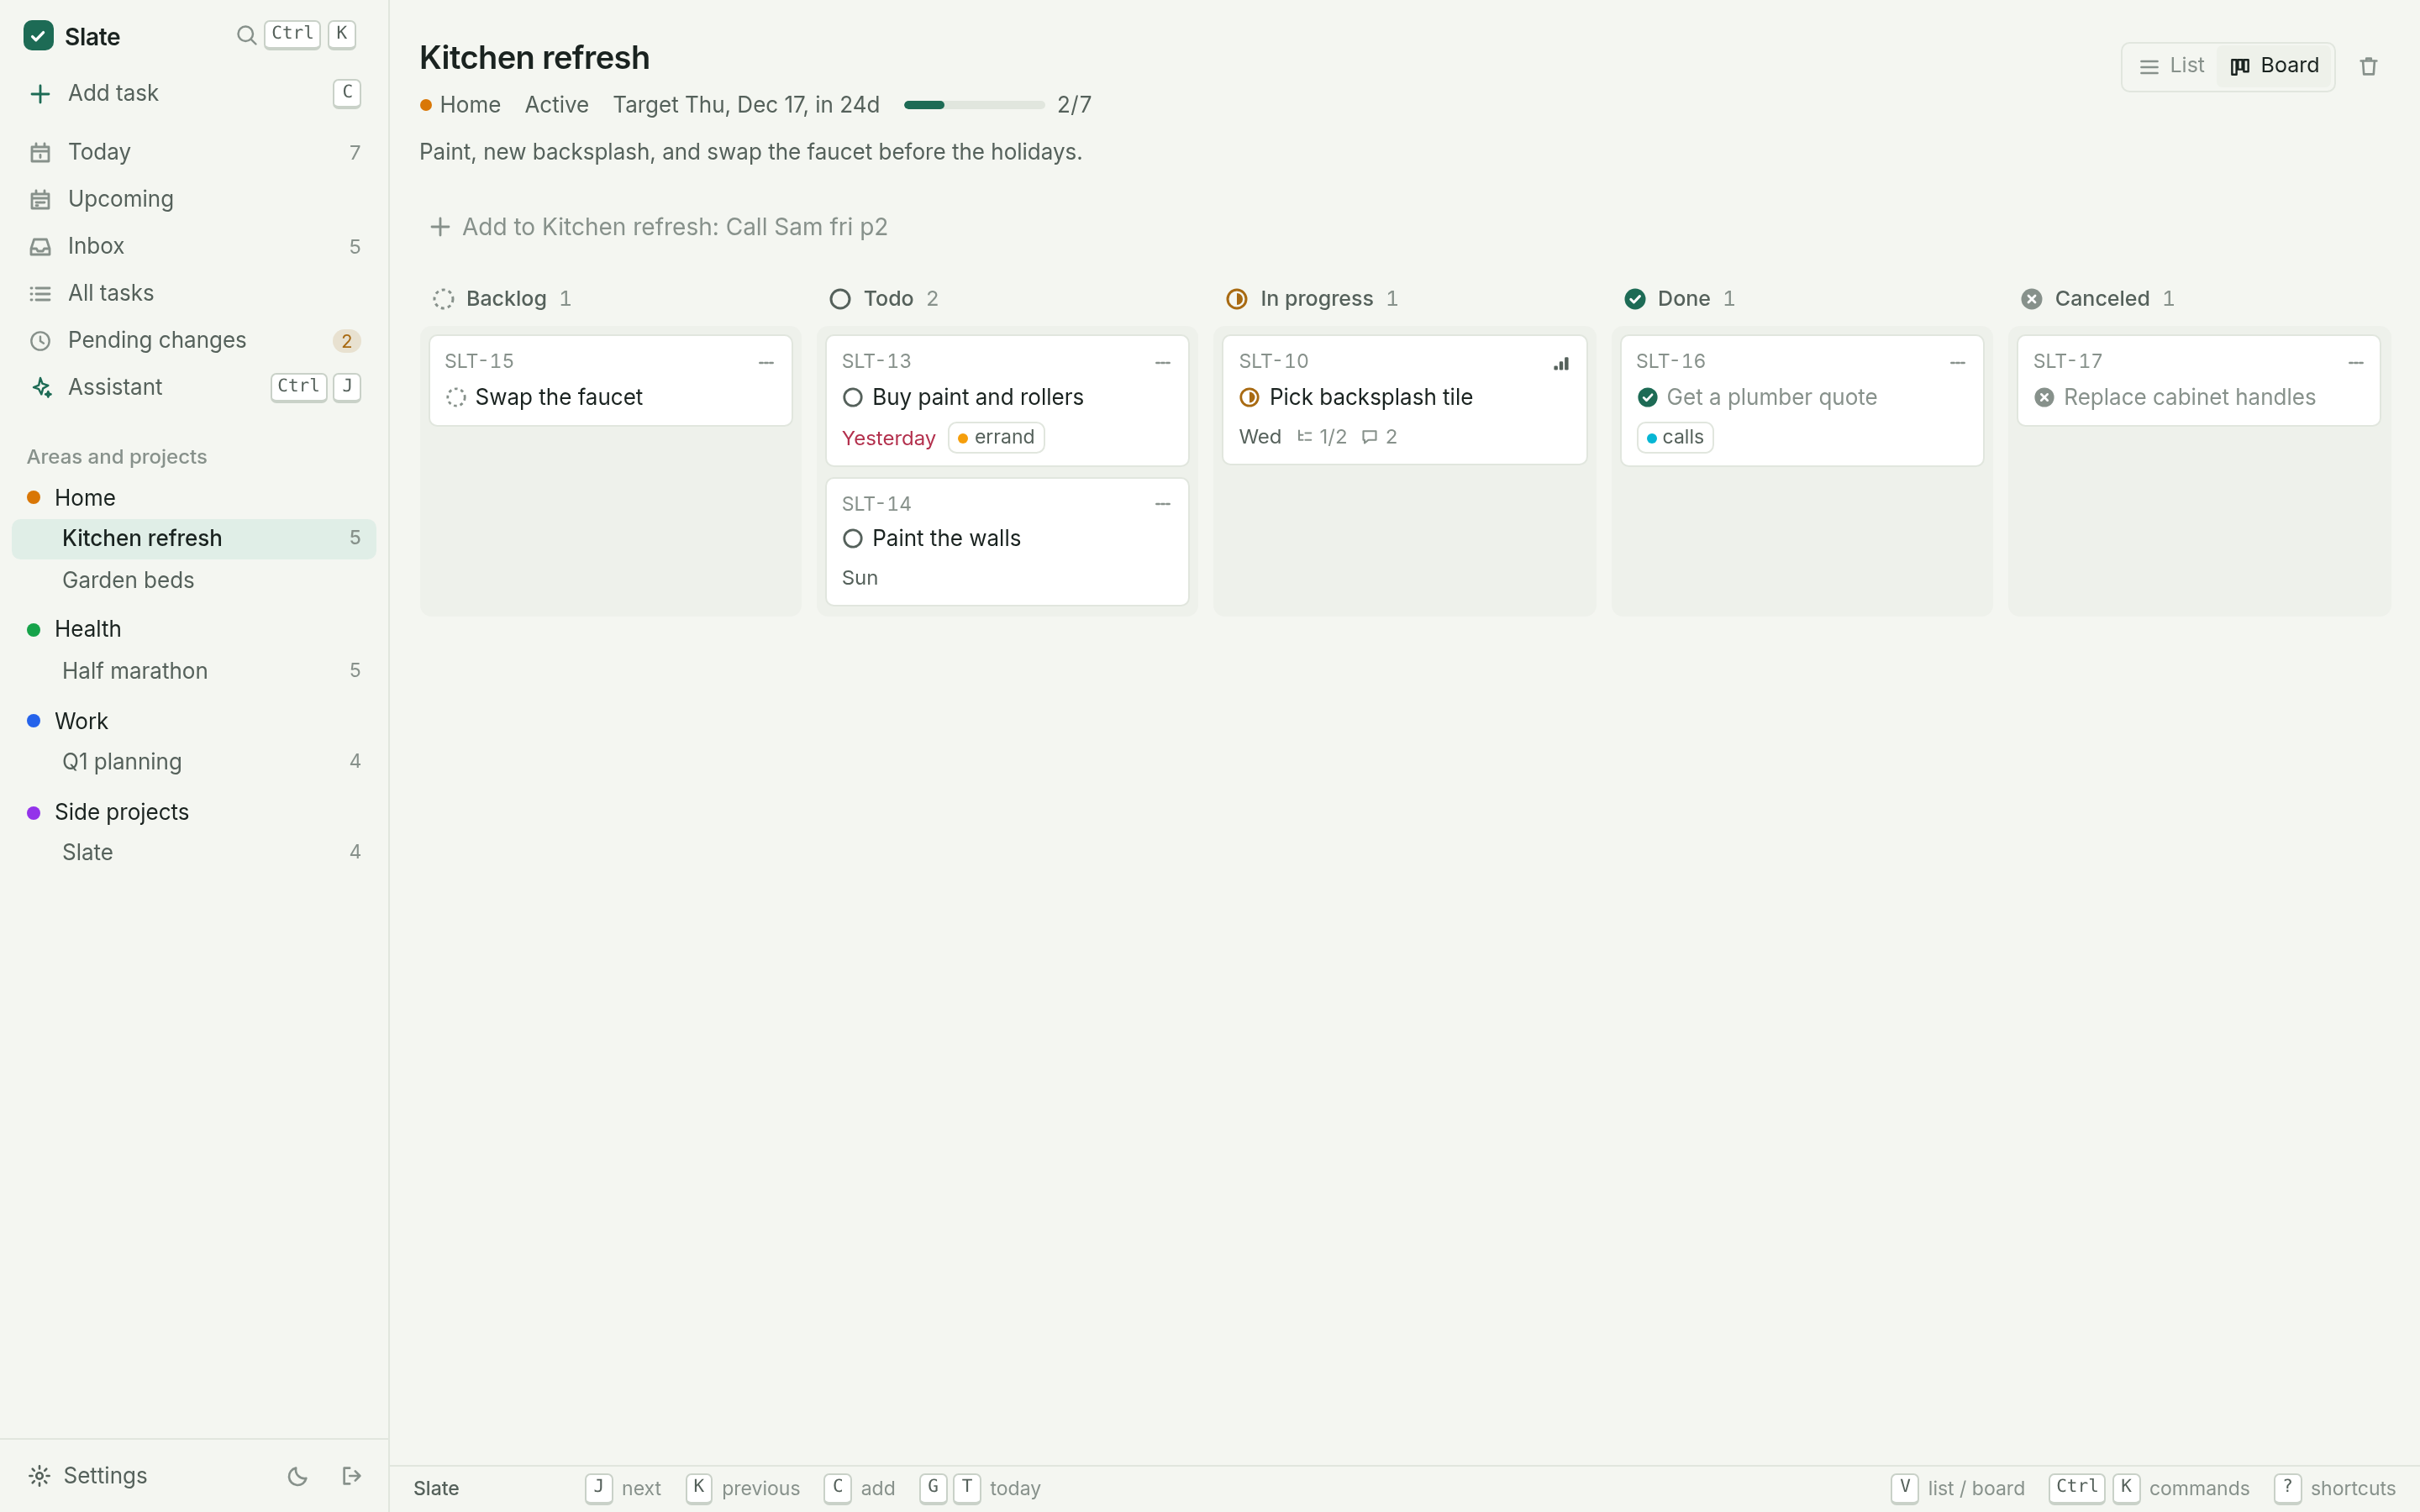 Slate Ctrl K
Add task C
Today 7
Upcoming
Inbox 5
All tasks
Pending changes 2
Assistant Ctrl J
Areas and projects
Home
Kitchen refresh 5
Garden beds
Health
Half marathon 5
Work
Q1 planning 4
Side projects
Slate 4
Settings
Kitchen refresh
List Board
Home Active Target Thu, Dec 17, in 24d 2/7
Paint, new backsplash, and swap the faucet before the holidays.
Add to Kitchen refresh: Call Sam fri p2
Backlog 1
SLT-15
Swap the faucet
Todo 2
SLT-13
Buy paint and rollers
Yesterday errand
SLT-14
Paint the walls
Sun
In progress 1
SLT-10
Pick backsplash tile
Wed 1/2 2
Done 1
SLT-16
Get a plumber quote
calls
Canceled 1
SLT-17
Replace cabinet handles
Slate J next K previous C add G T today V list / board Ctrl K commands ? shortcuts